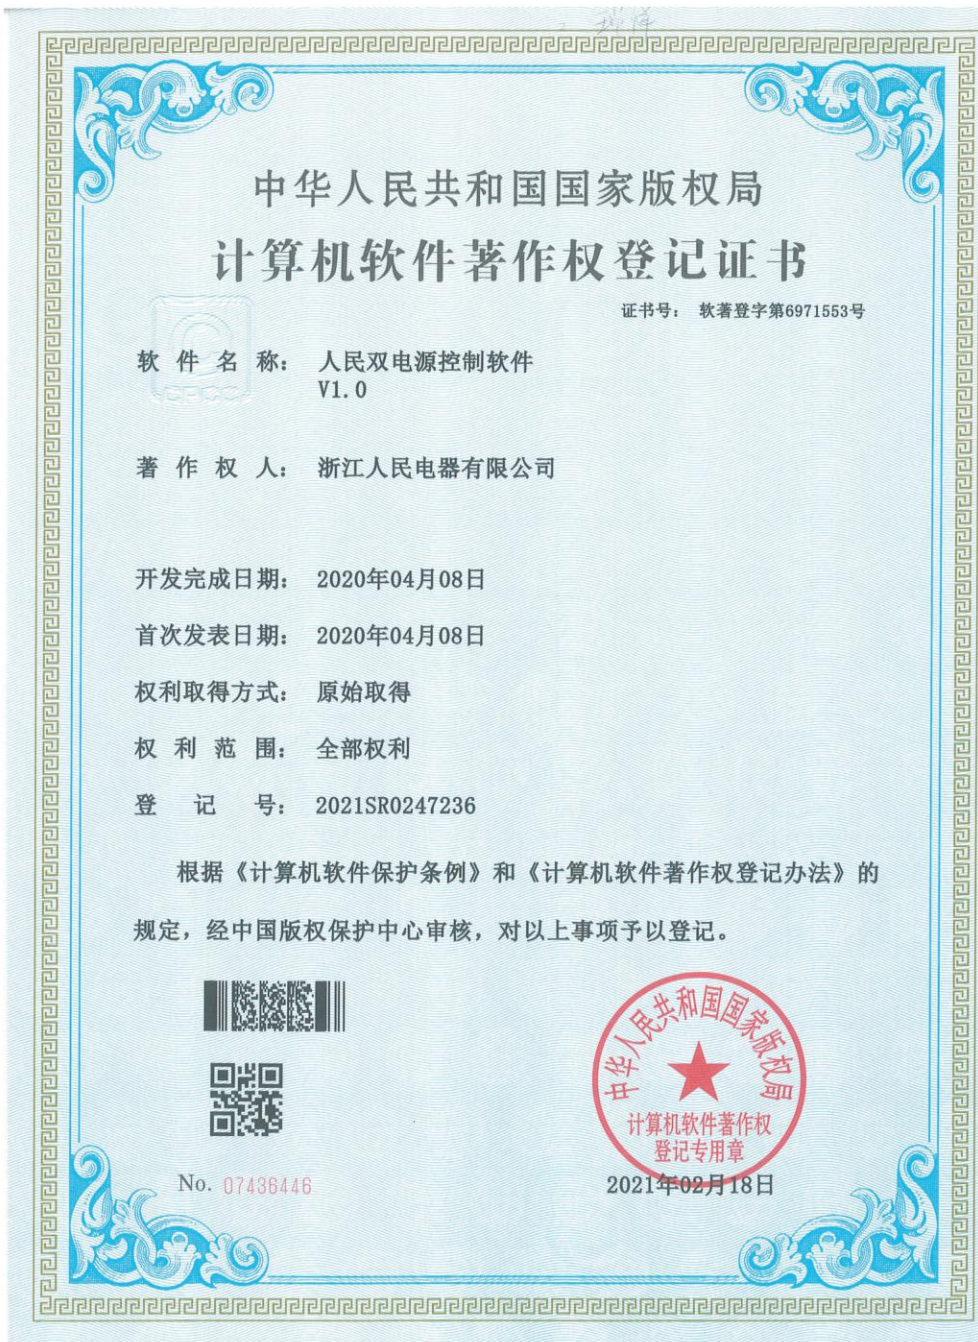 中华人民共和国国家版权局
计算机软件著作权登记证书
证书号： 软著登字第6971553号
CPCC
软件名称： 人民双电源控制软件
V1.0
著作权人： 浙江人民电器有限公司
开发完成日期： 2020年04月08日
首次发表日期： 2020年04月08日
权利取得方式： 原始取得
权利范围： 全部权利
登记号： 2021SR0247236
根据《计算机软件保护条例》和《计算机软件著作权登记办法》的
规定，经中国版权保护中心审核，对以上事项予以登记。
中华人民共和国国家版权局
计算机软件著作权
登记专用章
No. 07436446
2021年02月18日